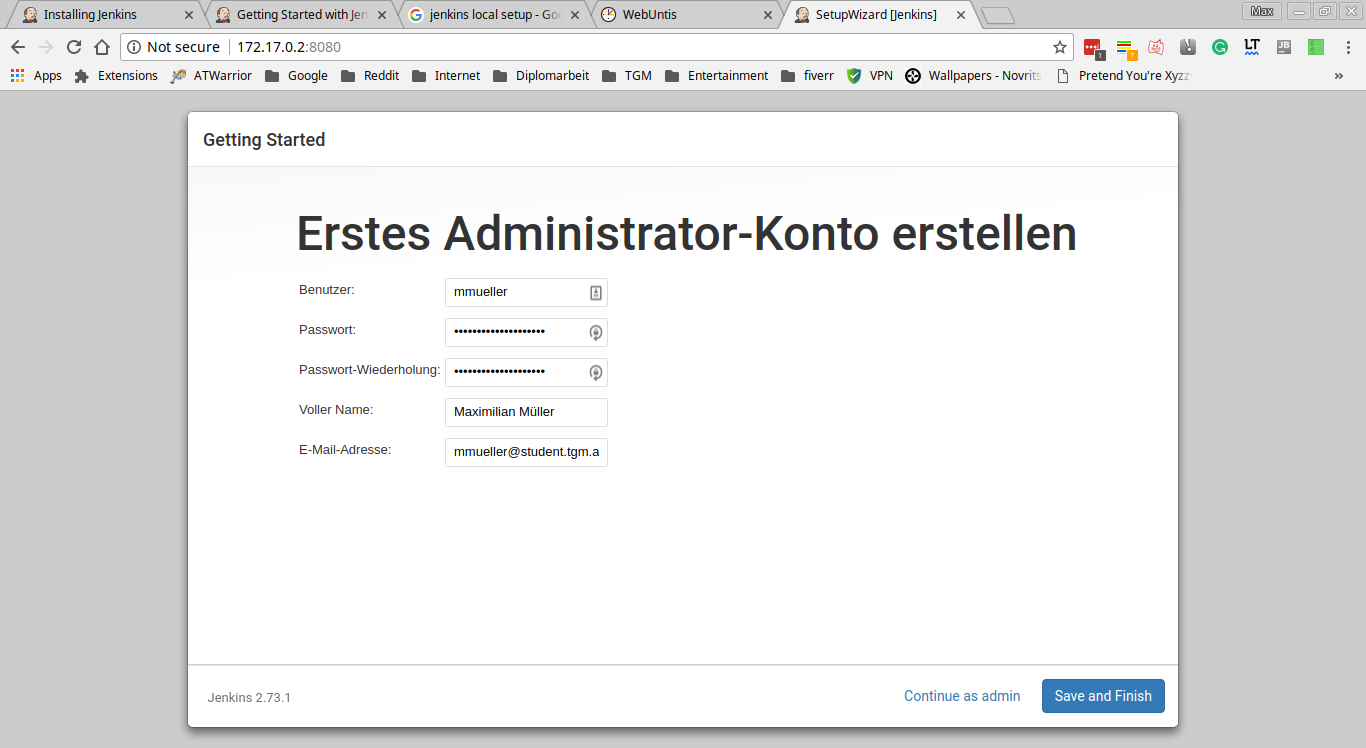 Installing Jenkins
Getting Started with Jen
jenkins local setup - Goo
WebUntis
SetupWizard [Jenkins]
Max
Not secure
172.17.0.2:8080
1
7
LT
JB
Apps
Extensions
ATWarrior
Google
Reddit
Internet
Diplomarbeit
TGM
Entertainment
fiverr
VPN
Wallpapers - Novrits
Pretend You're Xyzzy
Getting Started
Erstes Administrator-Konto erstellen
Benutzer:
mmueller
Passwort:
••••••••••••••••••••
Passwort-Wiederholung:
••••••••••••••••••••
Voller Name:
Maximilian Müller
E-Mail-Adresse:
mmueller@student.tgm.a
Jenkins 2.73.1
Continue as admin
Save and Finish